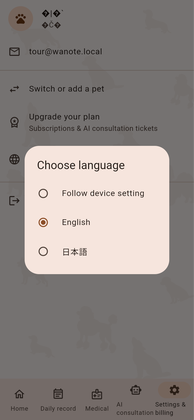 tour@wanote.local
Switch or add a pet
Upgrade your plan
Subscriptions & AI consultation tickets
Choose language
Follow device setting
English
日本語
Home
Daily record
Medical
AI consultation
Settings & billing